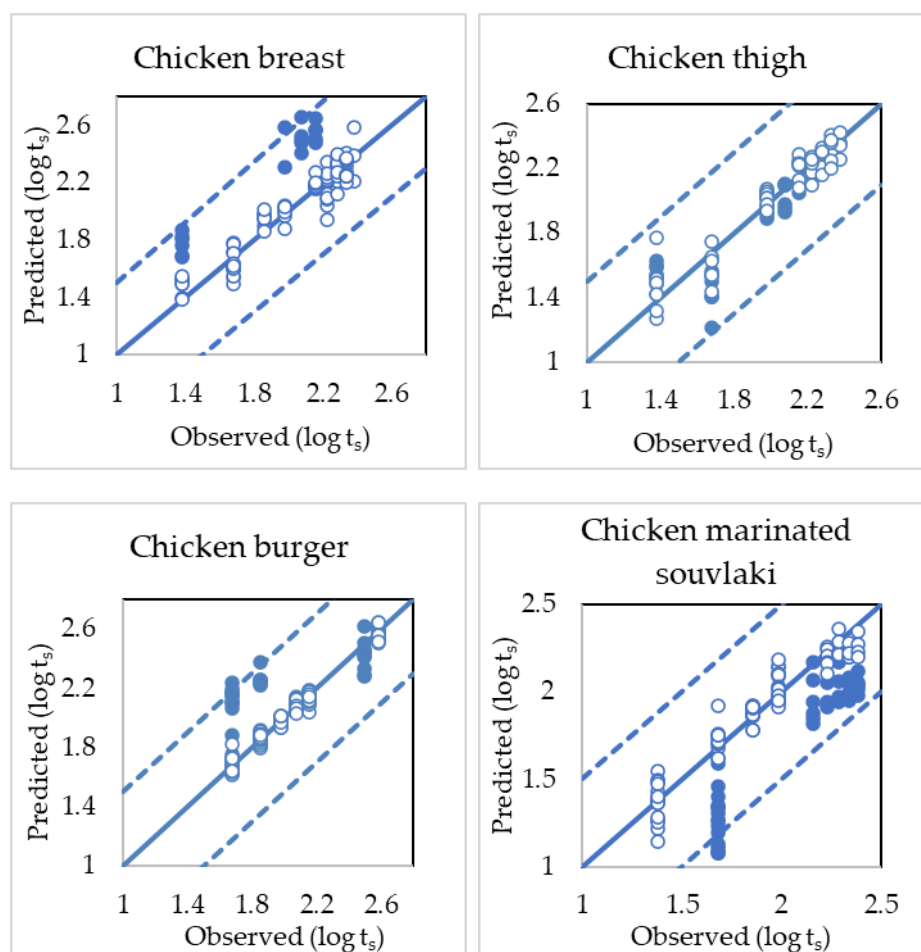 Chicken breast
Predicted (log ts)
2.6
2.2
1.8
1.4
1
1 1.4 1.8 2.2 2.6
Observed (log ts)
Chicken thigh
Predicted (log ts)
2.6
2.2
1.8
1.4
1
1 1.4 1.8 2.2 2.6
Observed (log ts)
Chicken burger
Predicted (log ts)
2.6
2.2
1.8
1.4
1
1 1.4 1.8 2.2 2.6
Observed (log ts)
Chicken marinated
souvlaki
Predicted (log ts)
2.5
2
1.5
1
1 1.5 2 2.5
Observed (log ts)